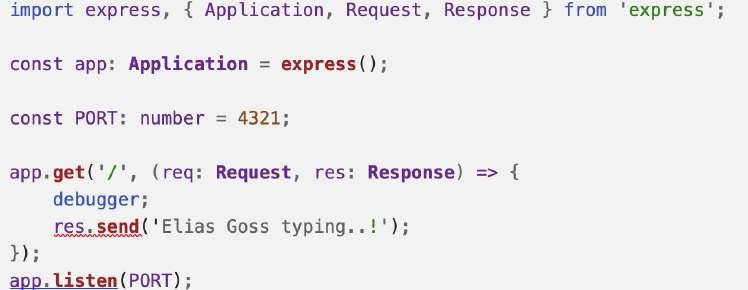 import express, { Application, Request, Response } from 'express';
const app: Application = express();
const PORT: number = 4321;
app.get('/', (req: Request, res: Response) => {
debugger;
res.send('Elias Goss typing..!');
});
app.listen(PORT);